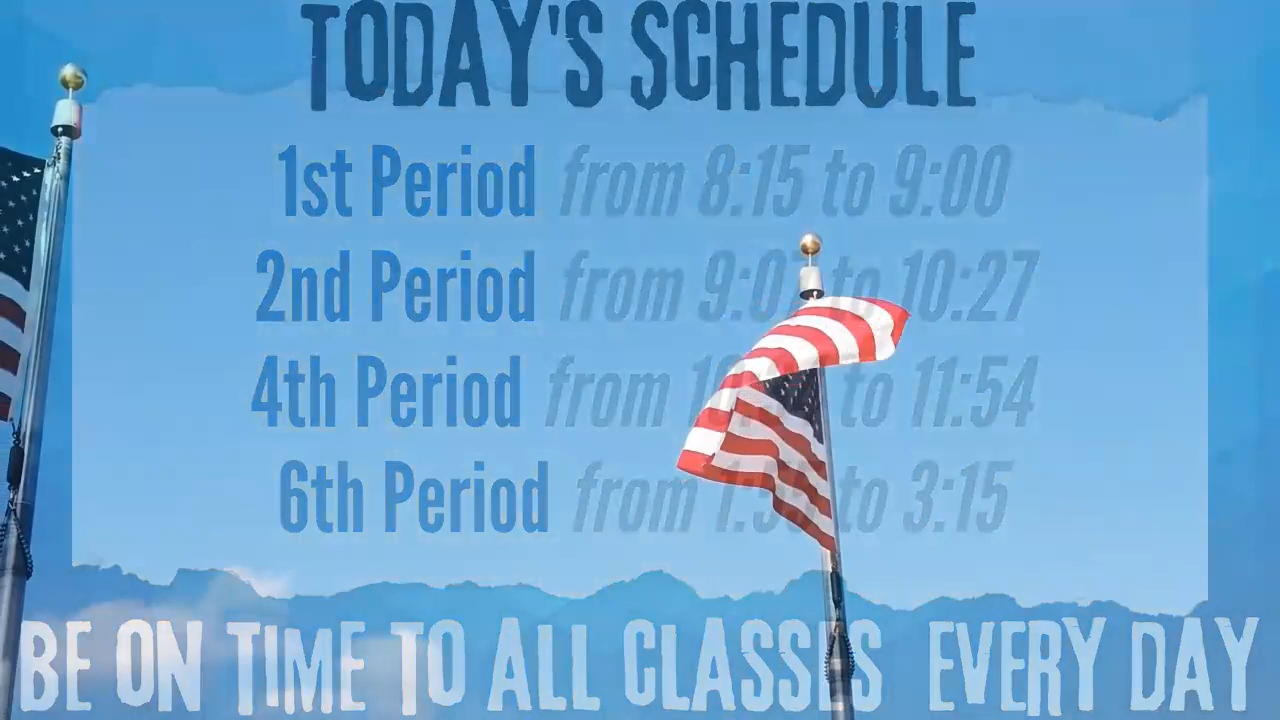 TODAY'S SCHEDULE
1st Period from 8:15 to 9:00
2nd Period from to 10:27
4th Period from to 11:54
6th Period from to 3:15
BE ON TIME TO ALL CLASSES EVERY DAY